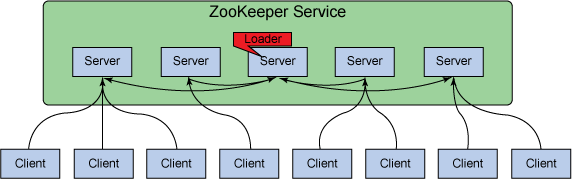 ZooKeeper Service
Loader
Server Server Server Server Server
Client Client Client Client Client Client Client Client